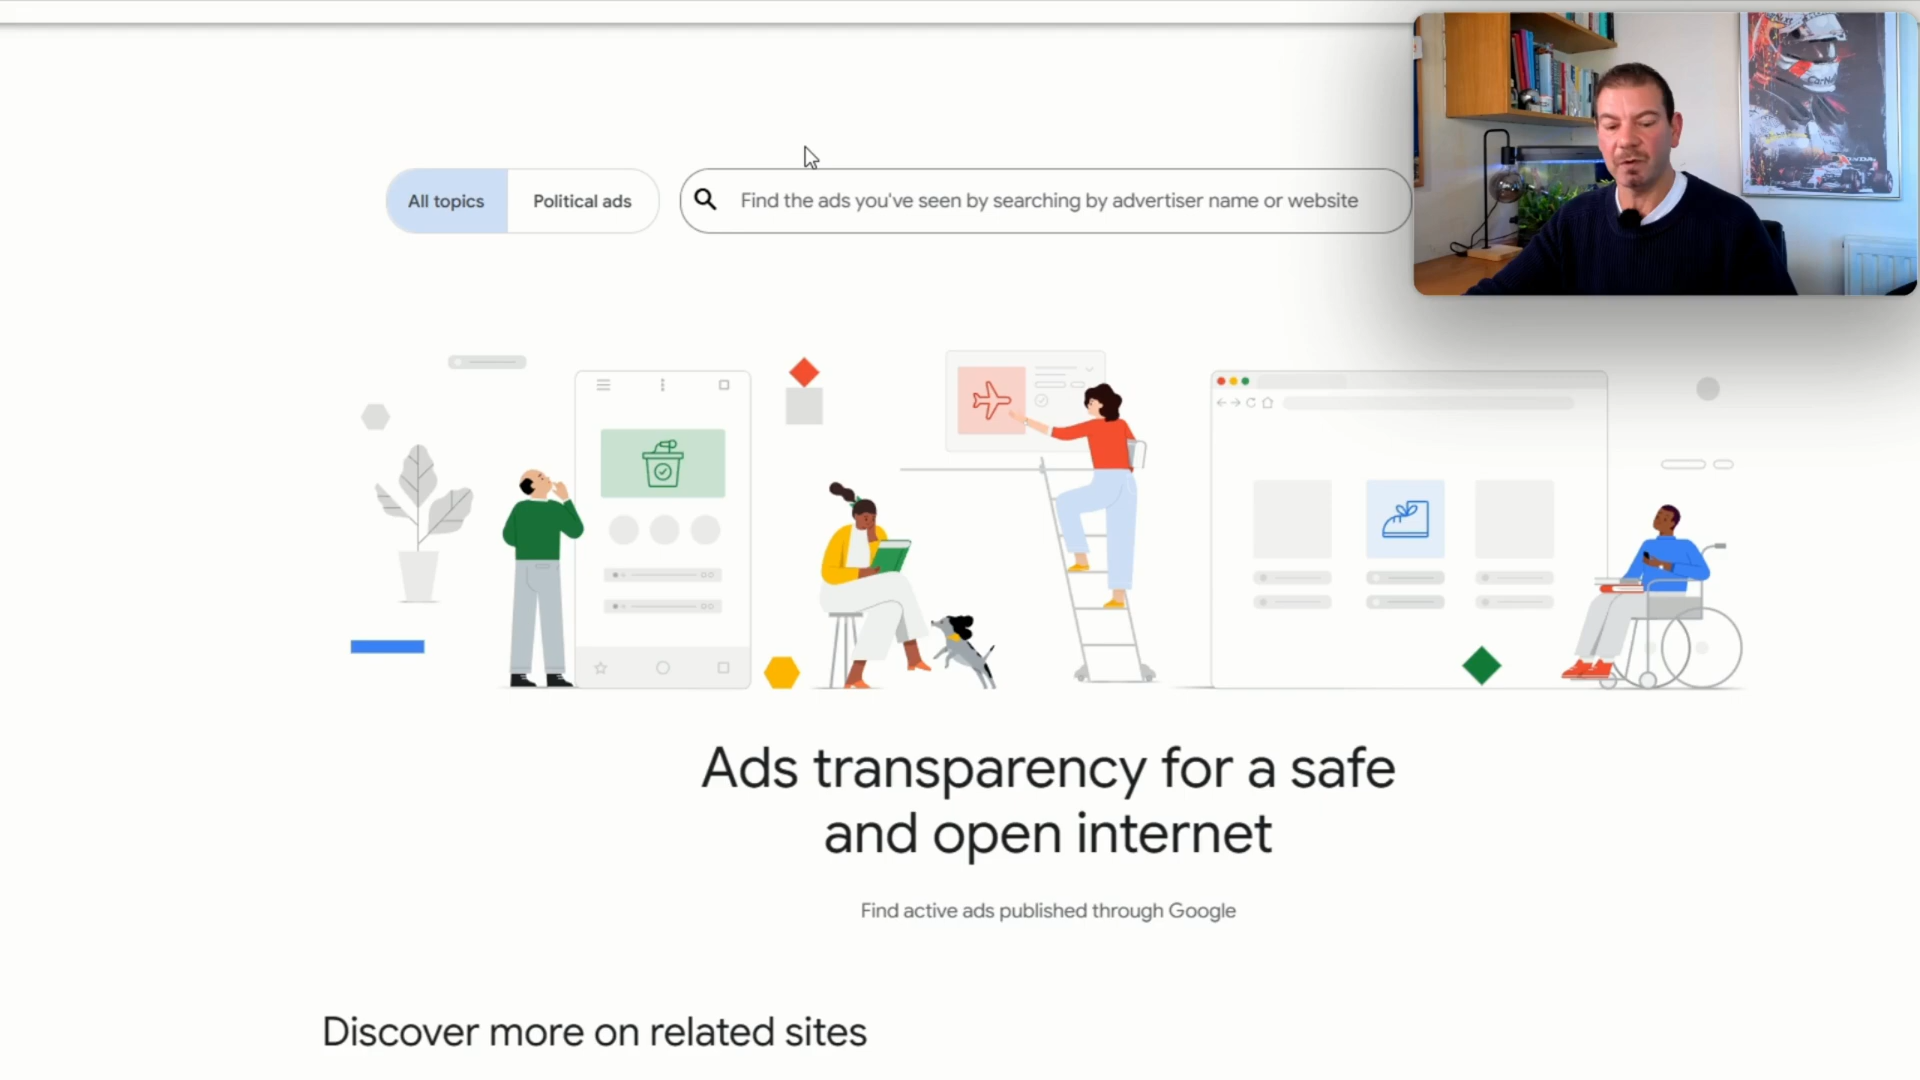 All topics
Political ads
Find the ads you've seen by searching by advertiser name or website
Ads transparency for a safe
and open internet
Find active ads published through Google
Discover more on related sites